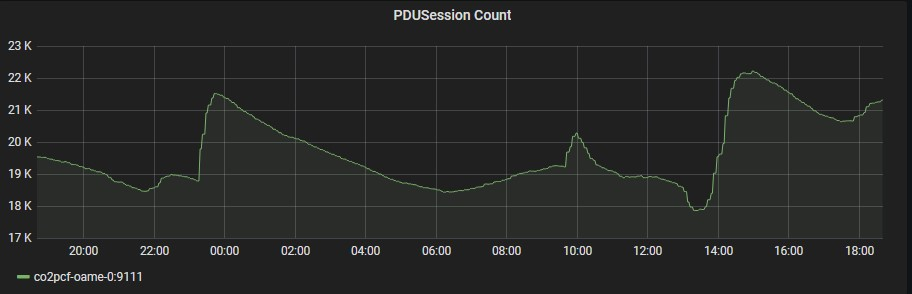 PDUSession Count
23 K
22 K
21 K
20 K
19 K
18 K
17 K
20:00 22:00 00:00 02:00 04:00 06:00 08:00 10:00 12:00 14:00 16:00 18:00
co2pcf-oame-0:9111